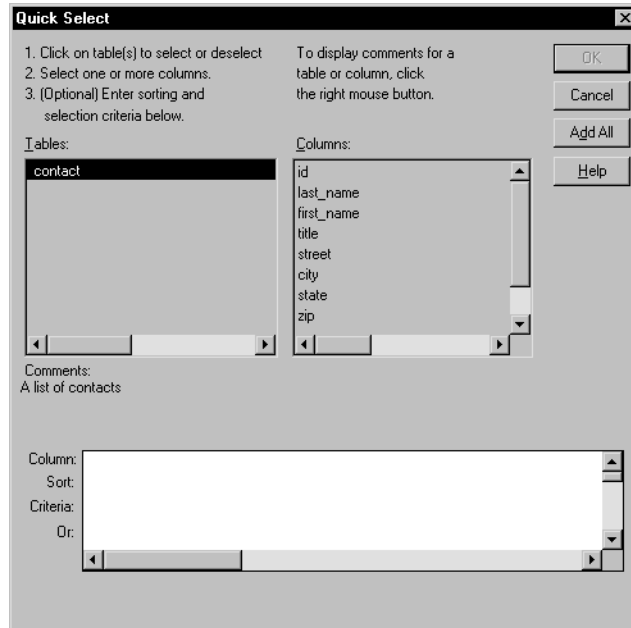 Quick Select
1. Click on table(s) to select or deselect
2. Select one or more columns.
3. (Optional) Enter sorting and
selection criteria below.
To display comments for a
table or column, click
the right mouse button.
OK
Cancel
Add All
Help
Tables:
contact
Columns:
id
last_name
first_name
title
street
city
state
zip
Comments:
A list of contacts
Column:
Sort:
Criteria:
Or: